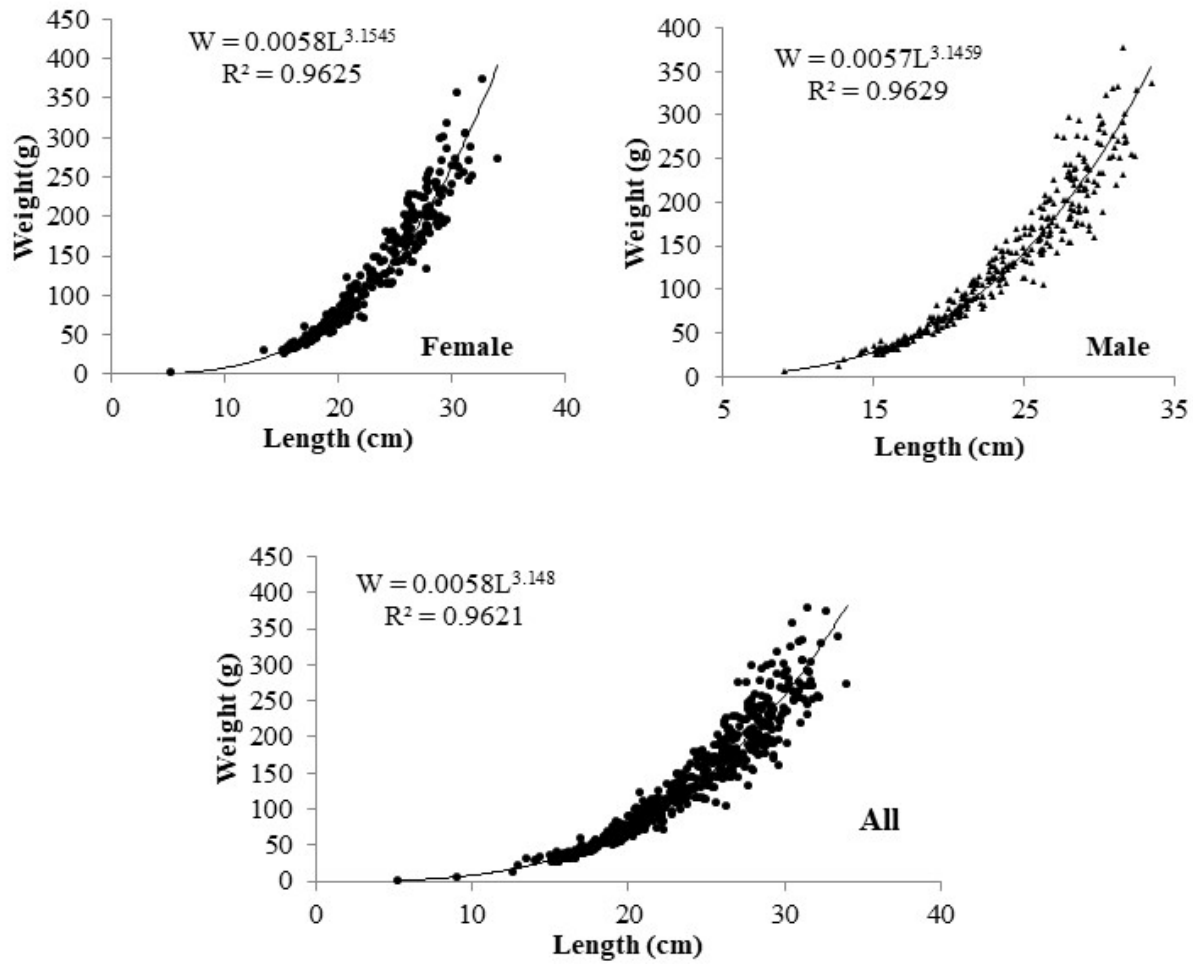 450
400
350
300
250
200
150
100
50
0
Weight(g)
W = 0.0058L^3.1545
R² = 0.9625
Female
0 10 20 30 40
Length (cm)
400
350
300
250
200
150
100
50
0
Weight (g)
W = 0.0057L^3.1459
R² = 0.9629
Male
5 15 25 35
Length (cm)
450
400
350
300
250
200
150
100
50
0
Weight (g)
W = 0.0058L^3.148
R² = 0.9621
All
0 10 20 30 40
Length (cm)